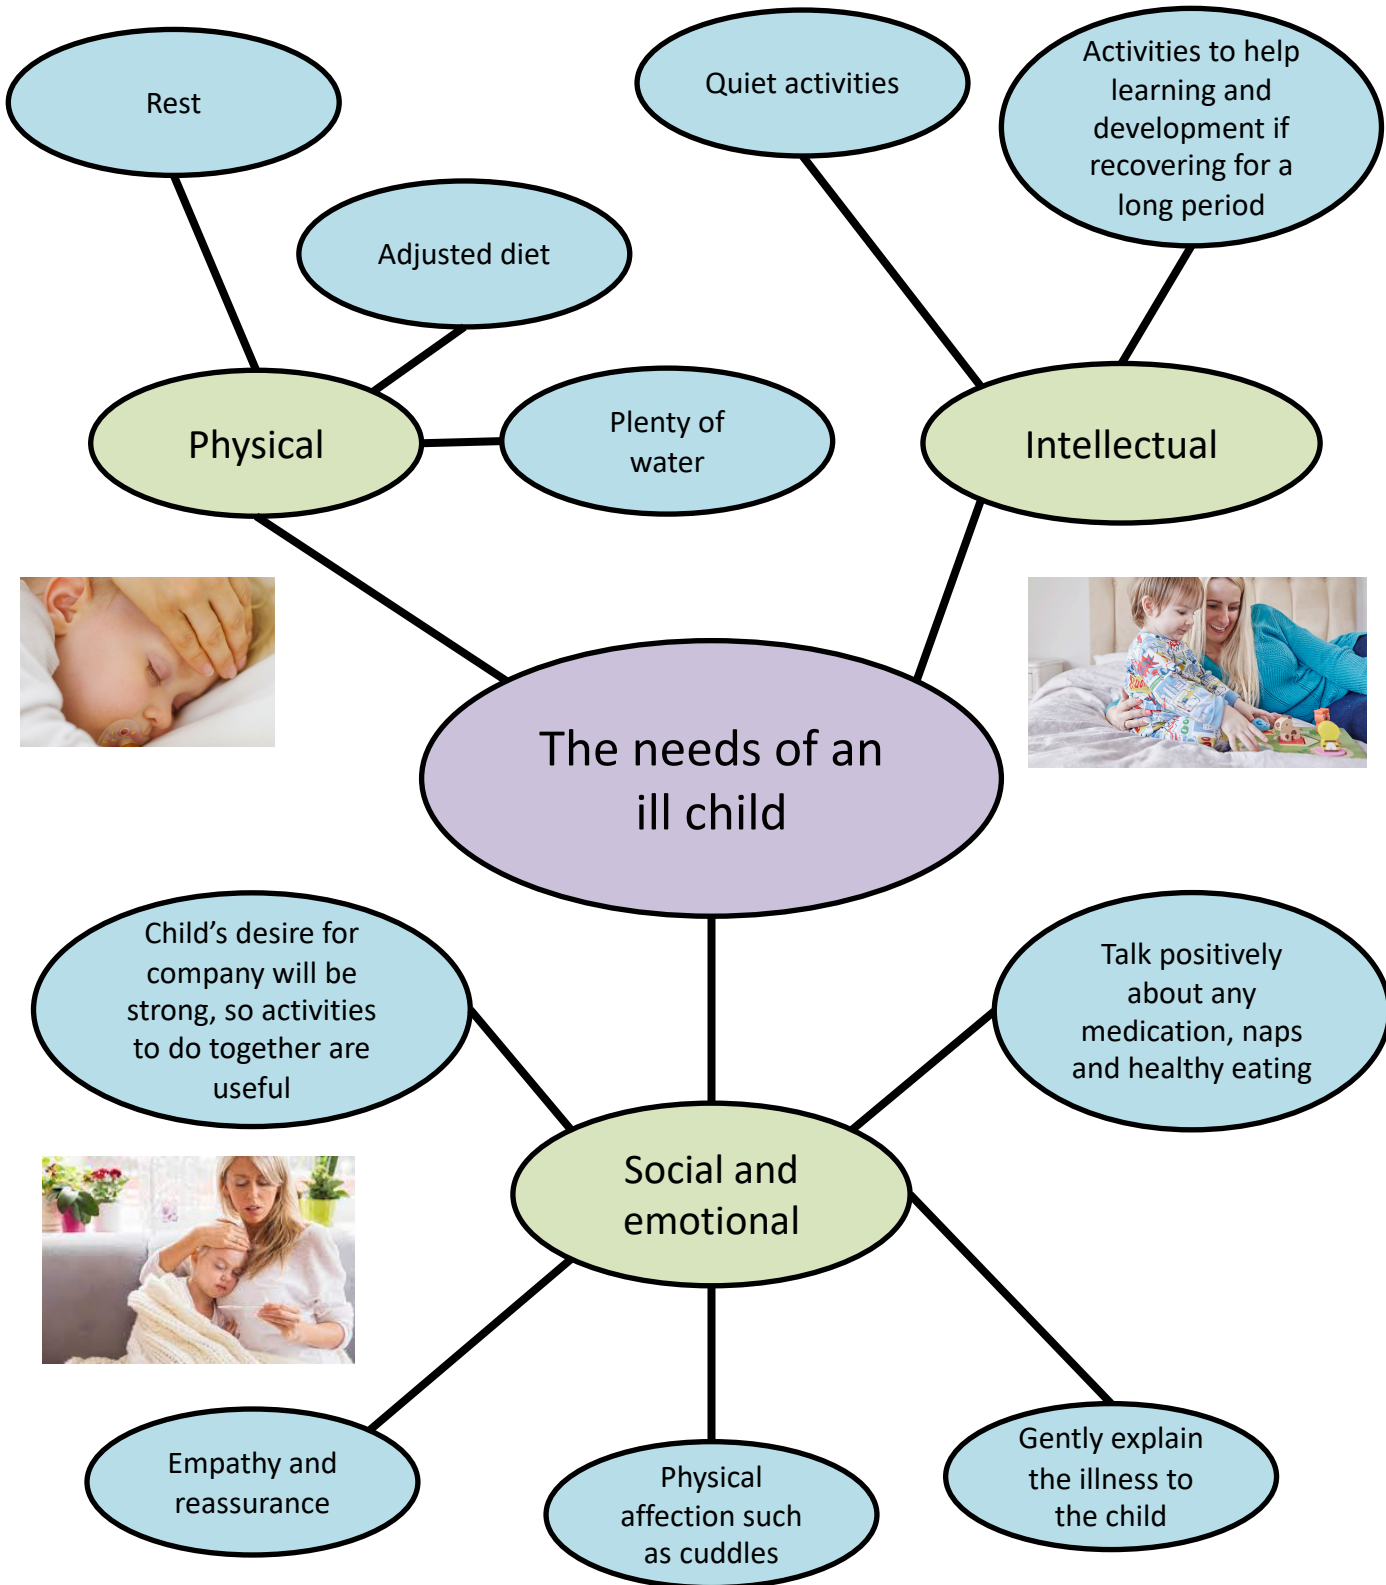 Rest
Quiet activities
Activities to help
learning and
development if
recovering for a
long period
Adjusted diet
Physical
Plenty of
water
Intellectual
The needs of an
ill child
Child’s desire for
company will be
strong, so activities
to do together are
useful
Talk positively
about any
medication, naps
and healthy eating
Social and
emotional
Empathy and
reassurance
Physical
affection such
as cuddles
Gently explain
the illness to
the child